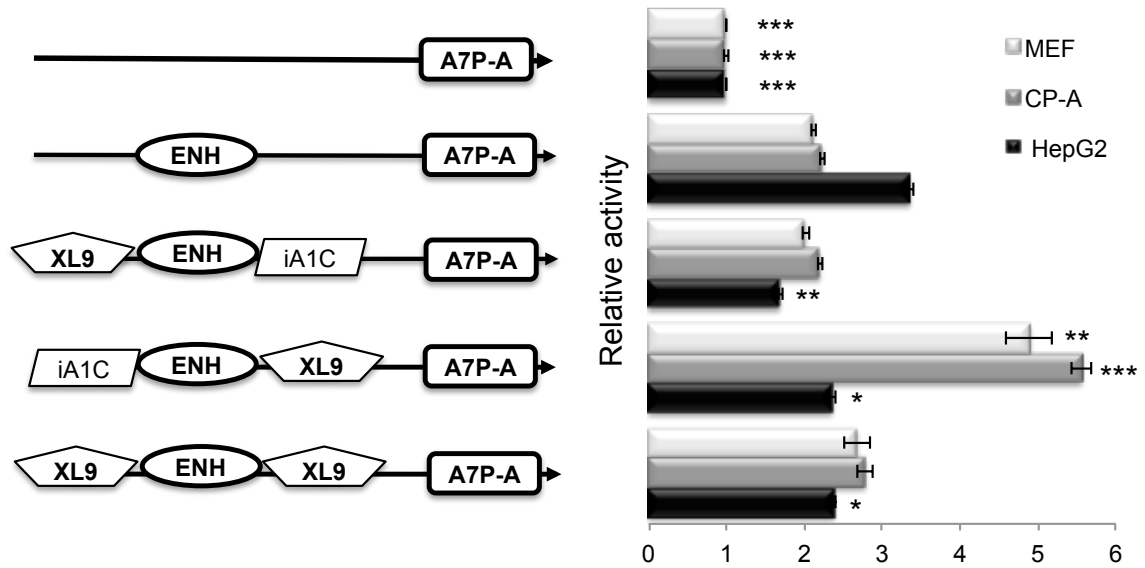 A7P-A
***
***
***
MEF
CP-A
HepG2
ENH
A7P-A
Relative activity
XL9
ENH
iA1C
A7P-A
**
iA1C
ENH
XL9
A7P-A
**
***
*
XL9
ENH
XL9
A7P-A
*
0 1 2 3 4 5 6